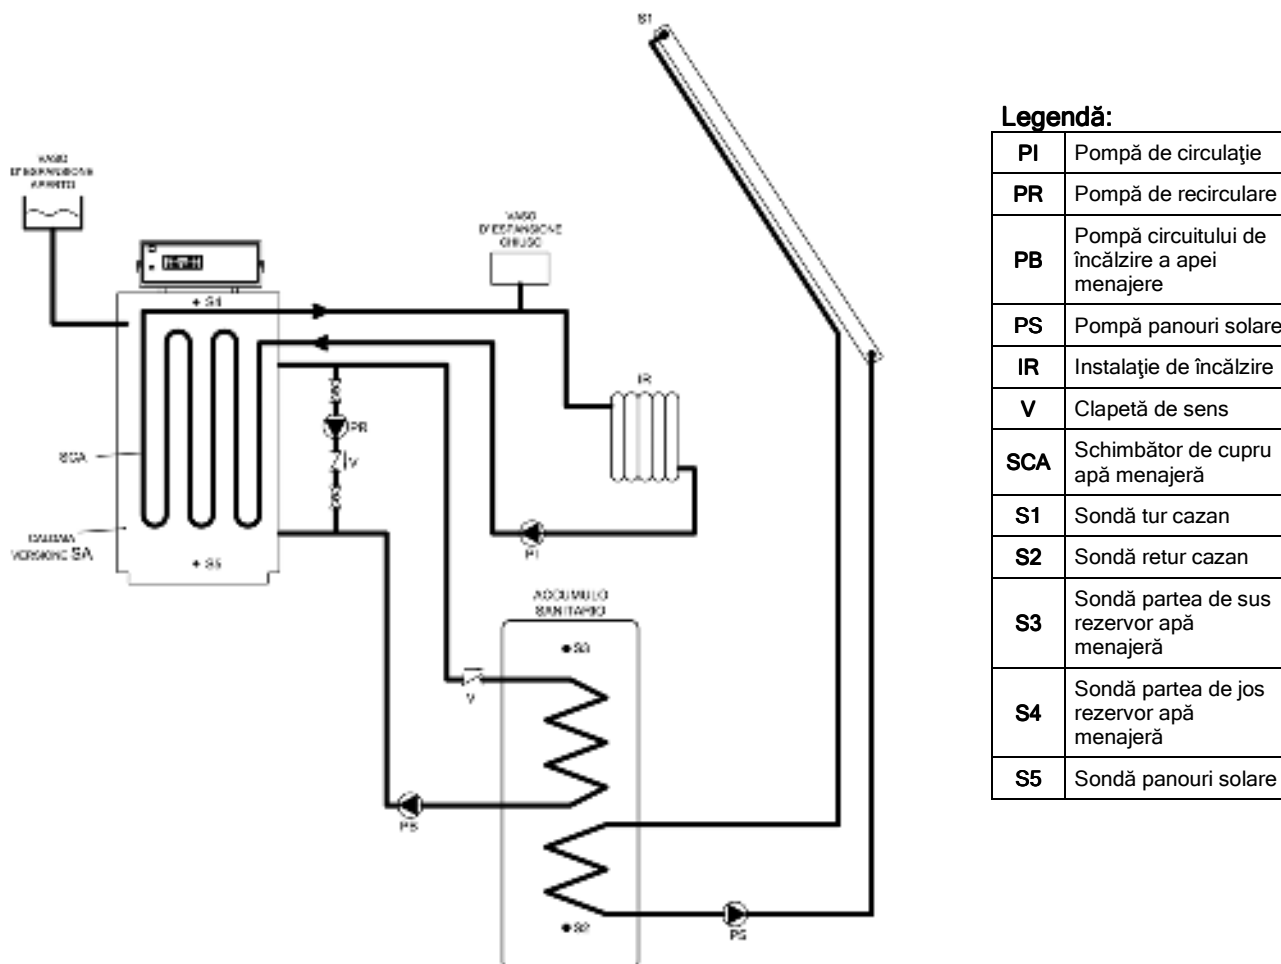 S1
VASO
D'ESPANSIONE
APERTO
VASO
D'ESPANSIONE
CHIUSO
S4
IR
PR
V
SCA
CALDAIA
VERSIONE SA
S5
PI
ACCUMULO
SANITARIO
S3
V
PB
S2
PS
Legendă:
PI Pompă de circulaţie
PR Pompă de recirculare
PB Pompă circuitului de
încălzire a apei
menajere
PS Pompă panouri solare
IR Instalaţie de încălzire
V Clapetă de sens
SCA Schimbător de cupru
apă menajeră
S1 Sondă tur cazan
S2 Sondă retur cazan
S3 Sondă partea de sus
rezervor apă
menajeră
S4 Sondă partea de jos
rezervor apă
menajeră
S5 Sondă panouri solare